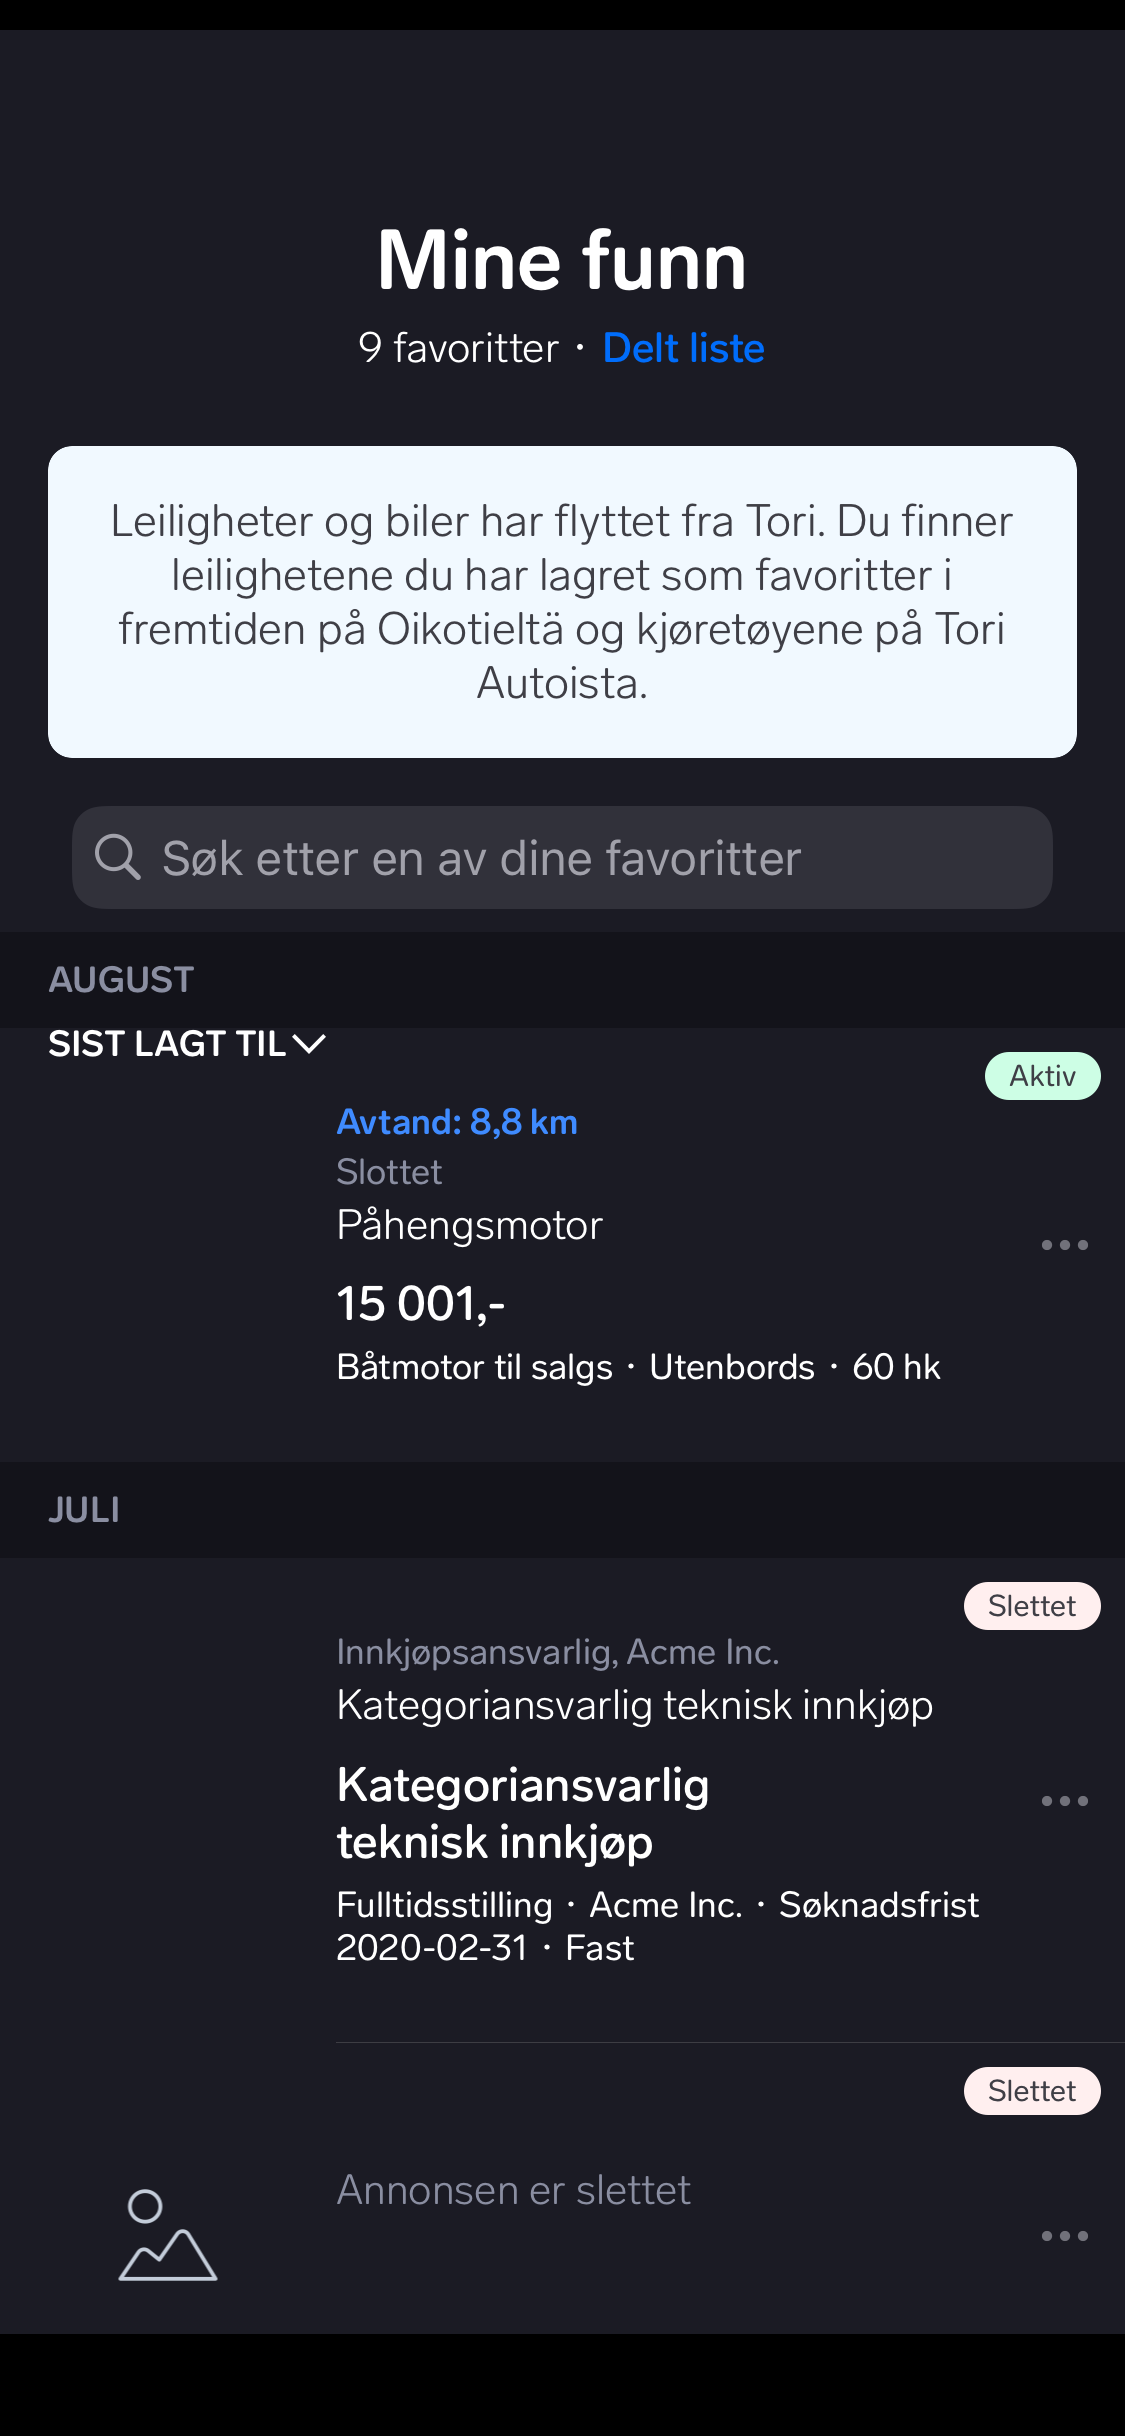 Mine funn
9 favoritter · Delt liste
Leiligheter og biler har flyttet fra Tori. Du finner
leilighetene du har lagret som favoritter i
fremtiden på Oikotieltä og kjøretøyene på Tori
Autoista.
Søk etter en av dine favoritter
AUGUST
SIST LAGT TIL
Aktiv
Avtand: 8,8 km
Slottet
Påhengsmotor
15 001,-
Båtmotor til salgs · Utenbords · 60 hk
JULI
Slettet
Innkjøpsansvarlig, Acme Inc.
Kategoriansvarlig teknisk innkjøp
Kategoriansvarlig
teknisk innkjøp
Fulltidsstilling · Acme Inc. · Søknadsfrist
2020-02-31 · Fast
Slettet
Annonsen er slettet